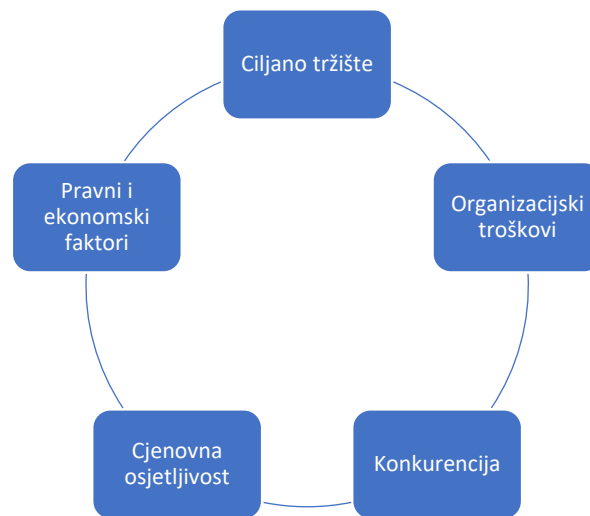 Ciljano tržište
Organizacijski
troškovi
Konkurencija
Cjenovna
osjetljivost
Pravni i
ekonomski
faktori